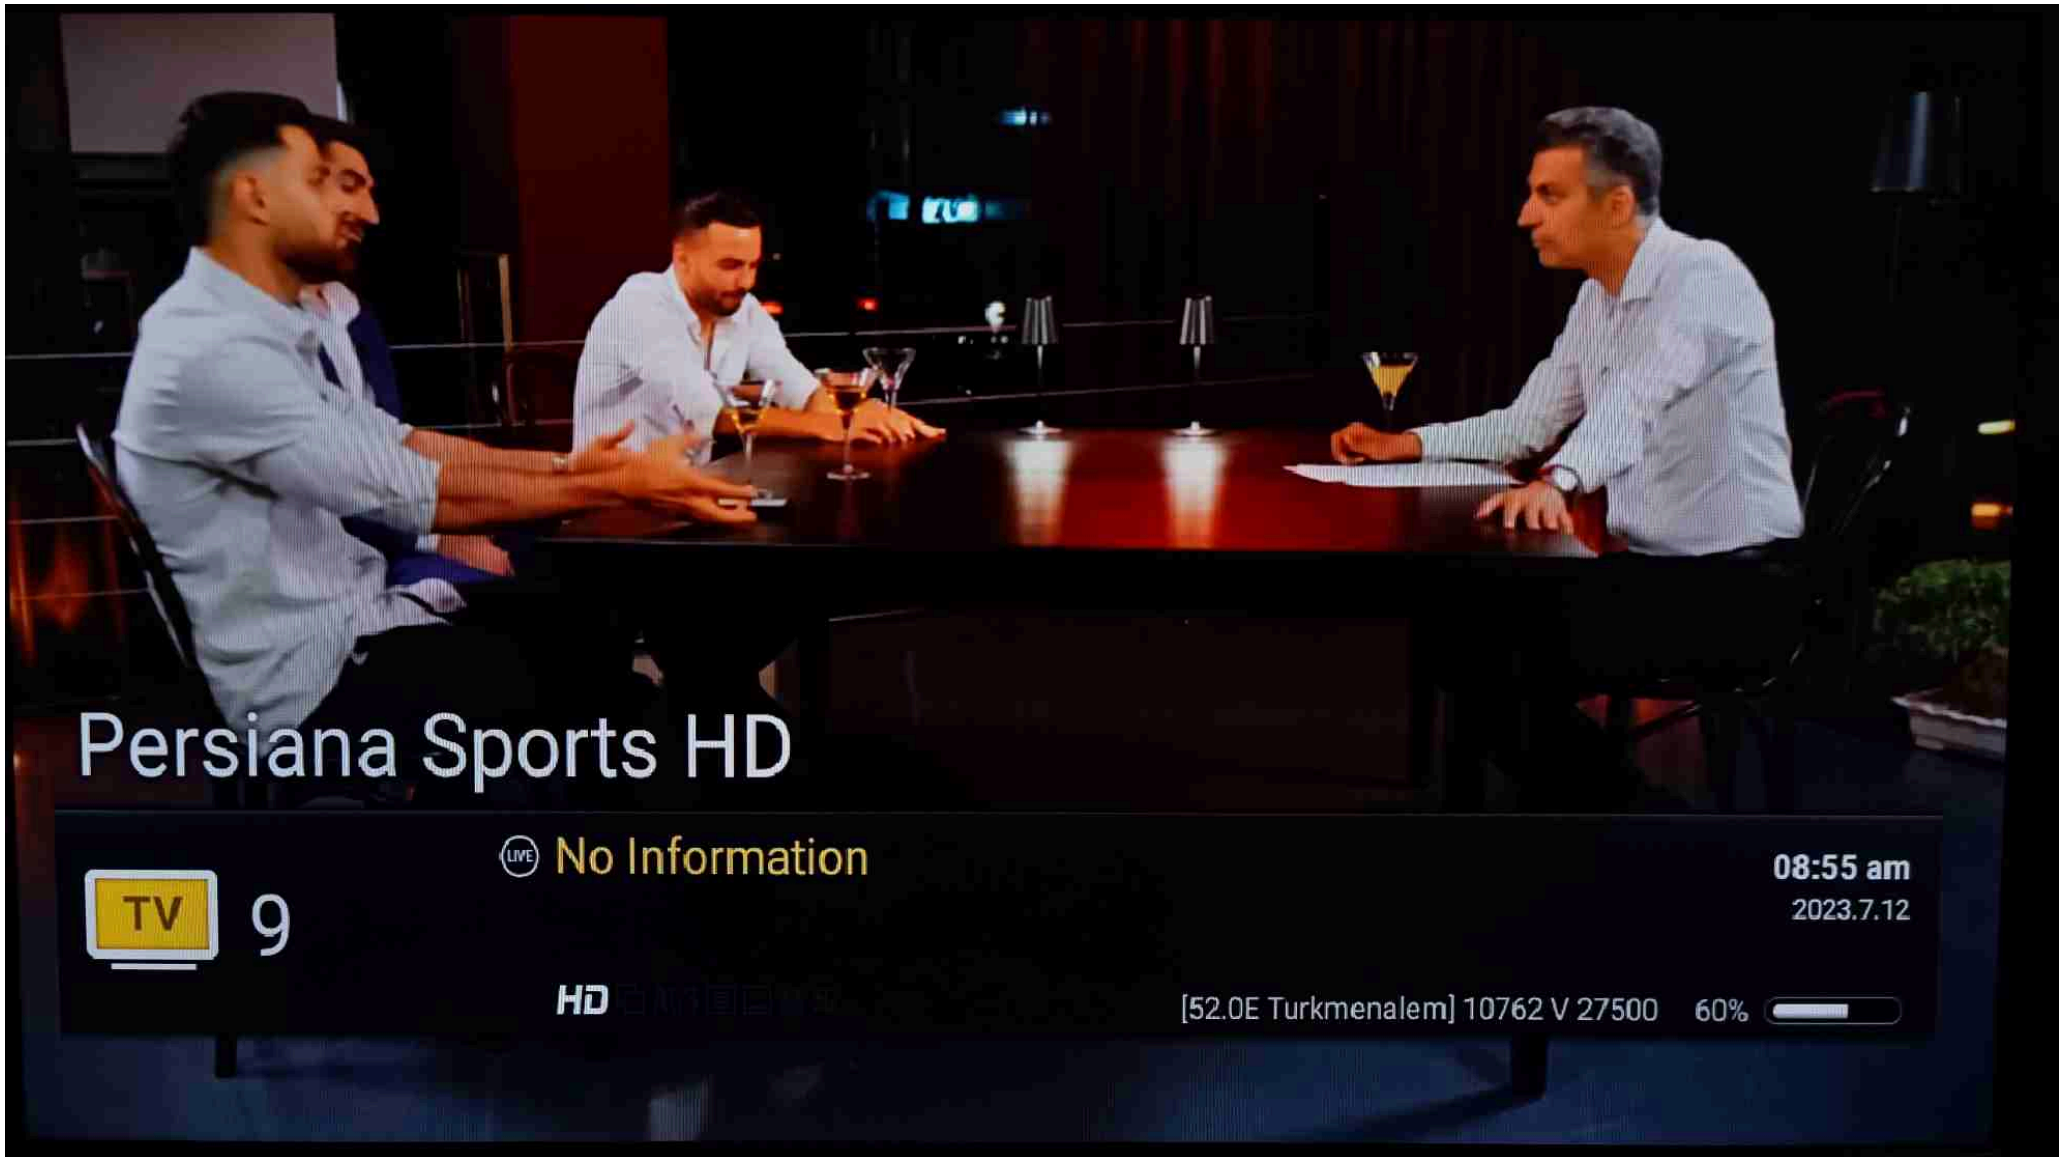 Persiana Sports HD
LIVE No Information
TV 9
08:55 am
2023.7.12
HD
[52.0E Turkmenalem] 10762 V 27500 60%